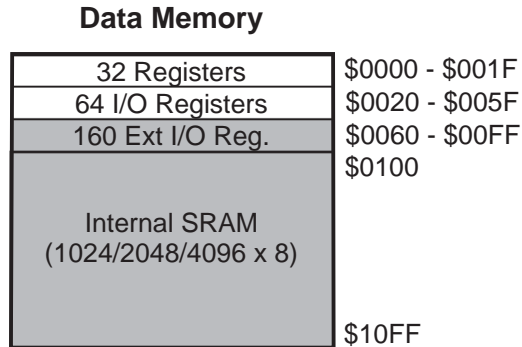 Data Memory
32 Registers $0000 - $001F
64 I/O Registers $0020 - $005F
160 Ext I/O Reg. $0060 - $00FF
$0100
Internal SRAM
(1024/2048/4096 x 8)
$10FF